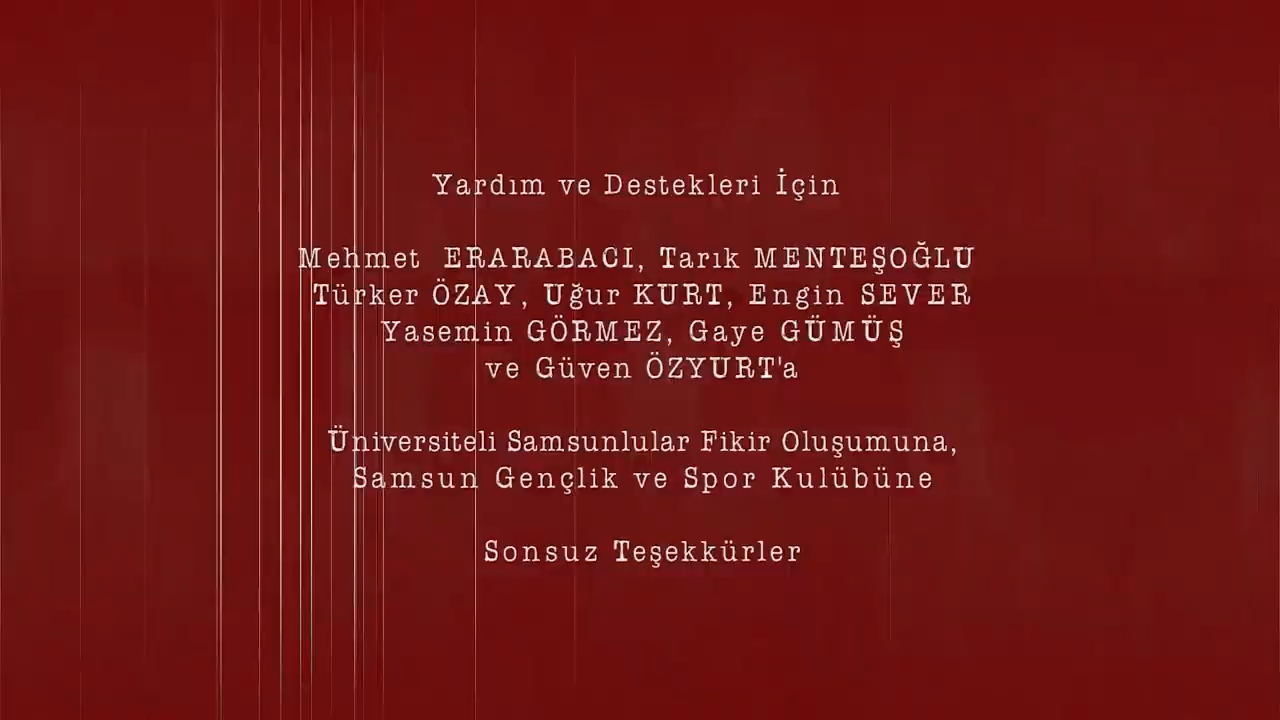 Yardım ve Destekleri İçin
Mehmet ERARABACI, Tarık MENTEŞOĞLU
Türker ÖZAY, Uğur KURT, Engin SEVER
Yasemin GÖRMEZ, Gaye GÜMÜŞ
ve Güven ÖZYURT'a
Üniversiteli Samsunlular Fikir Oluşumuna,
Samsun Gençlik ve Spor Kulübüne
Sonsuz Teşekkürler